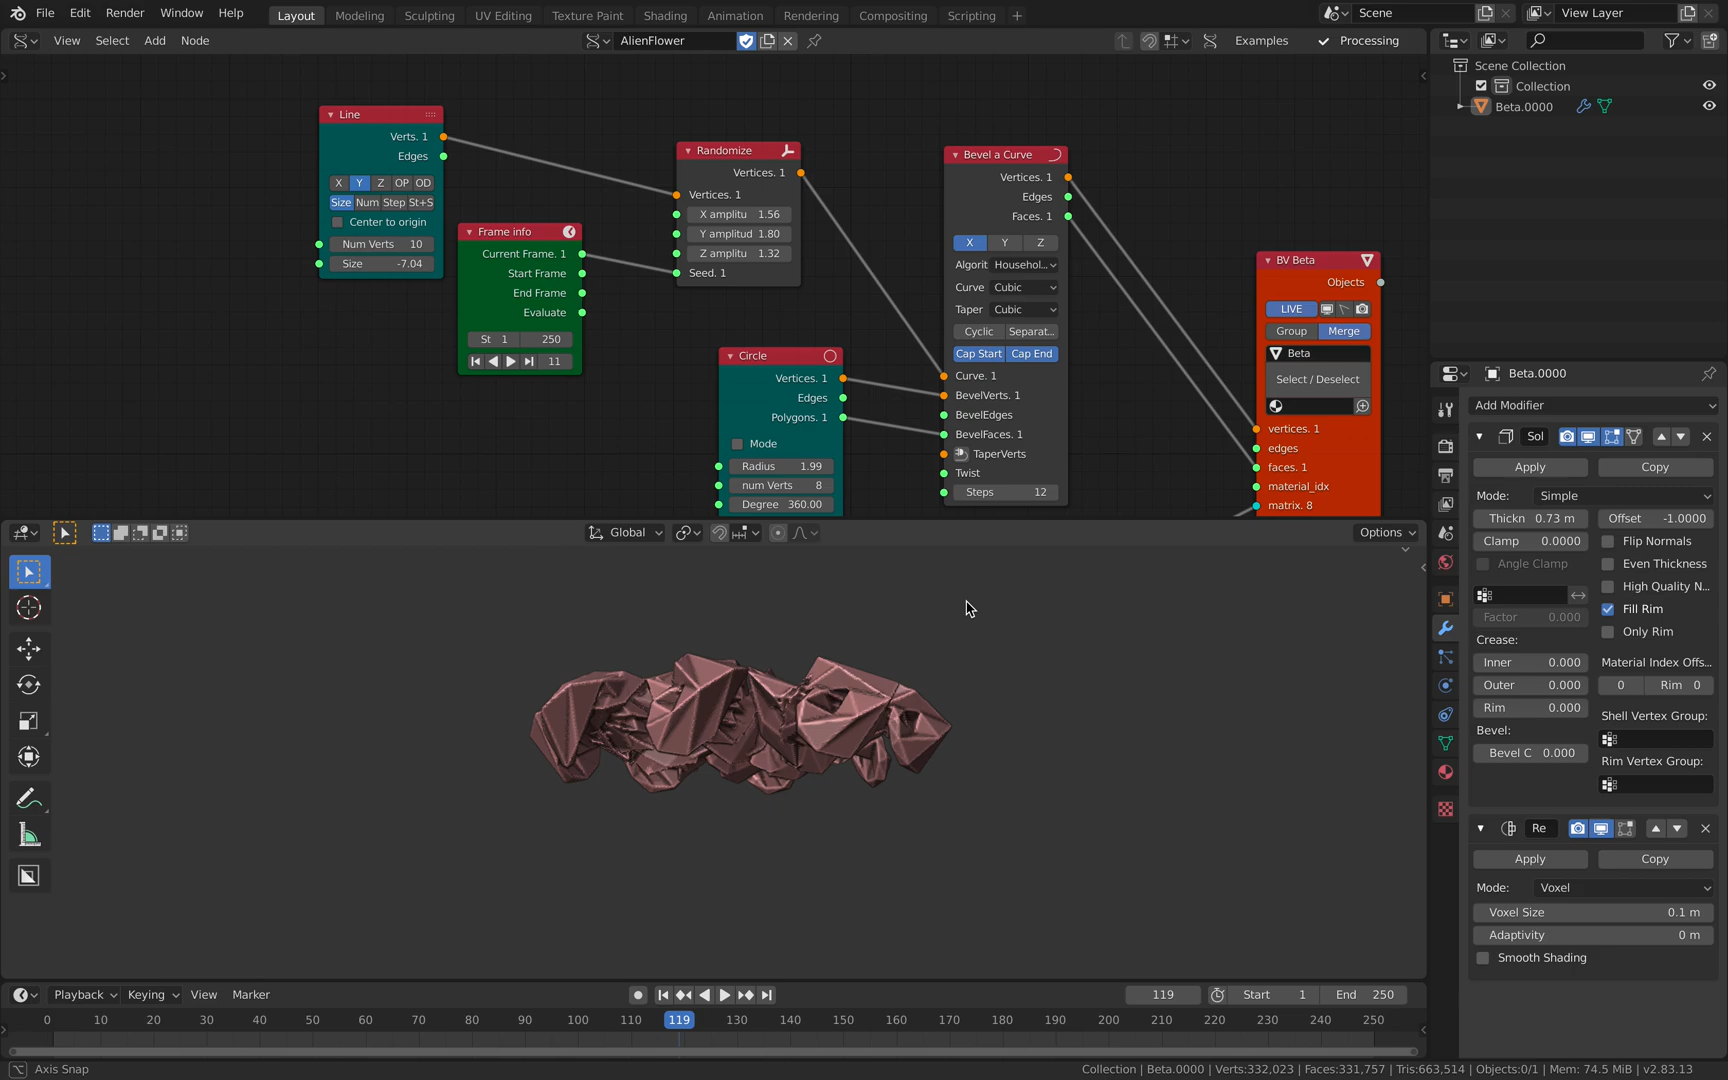 File Edit Render Window Help Layout Modeling Sculpting UV Editing Texture Paint Shading Animation Rendering Compositing Scripting + Scene View Layer
View Select Add Node AlienFlower Examples Processing
Scene Collection
Collection
Beta.0000
Line
Verts. 1
Edges
X Y Z OP OD
Size Num Step St+S
Center to origin
Num Verts 10
Size -7.04
Frame info
Current Frame. 1
Start Frame
End Frame
Evaluate
St 1 250
11
Randomize
Vertices. 1
Vertices. 1
X amplitu 1.56
Y amplitud 1.80
Z amplitu 1.32
Seed. 1
Circle
Vertices. 1
Edges
Polygons. 1
Mode
Radius 1.99
num Verts 8
Degree 360.00
Bevel a Curve
Vertices. 1
Edges
Faces. 1
X Y Z
Algorit Househol...
Curve Cubic
Taper Cubic
Cyclic Separat...
Cap Start Cap End
Curve. 1
BevelVerts. 1
BevelEdges
BevelFaces. 1
TaperVerts
Twist
Steps 12
BV Beta
Objects
LIVE
Group Merge
Beta
Select / Deselect
vertices. 1
edges
faces. 1
material_idx
matrix. 8
Beta.0000
Add Modifier
Sol
Apply Copy
Mode: Simple
Thickn 0.73 m Offset -1.0000
Clamp 0.0000 Flip Normals
Angle Clamp Even Thickness
High Quality N...
Factor 0.000 Fill Rim
Only Rim
Crease:
Inner 0.000 Material Index Offs...
Outer 0.000 0 Rim 0
Rim 0.000 Shell Vertex Group:
Bevel:
Bevel C 0.000
Rim Vertex Group:
Re
Apply Copy
Mode: Voxel
Voxel Size 0.1 m
Adaptivity 0 m
Smooth Shading
Global Options
Playback Keying View Marker 119 Start 1 End 250
0 10 20 30 40 50 60 70 80 90 100 110 119 130 140 150 160 170 180 190 200 210 220 230 240 250
Axis Snap Collection | Beta.0000 | Verts:332,023 | Faces:331,757 | Tris:663,514 | Objects:0/1 | Mem: 74.5 MiB | v2.83.13